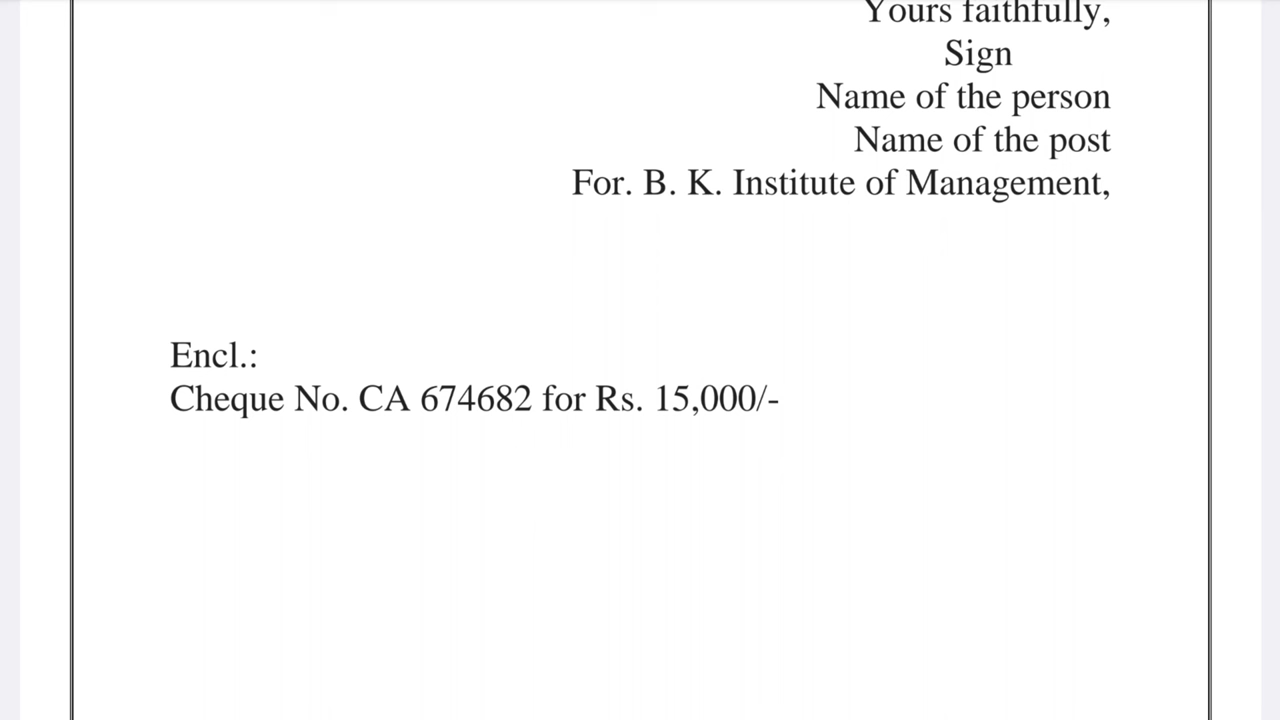 Yours faithfully,
Sign
Name of the person
Name of the post
For. B. K. Institute of Management,
Encl.:
Cheque No. CA 674682 for Rs. 15,000/-